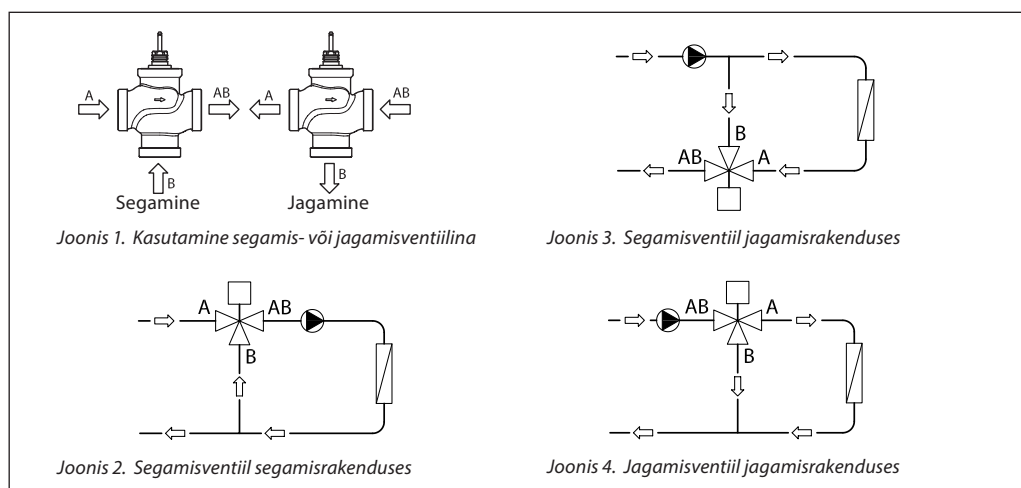 A
AB
A
AB
B
B
Segamine
Jagamine
Joonis 1. Kasutamine segamis- või jagamisventiilina
B
AB
A
Joonis 3. Segamisventiil jagamisrakenduses
A
AB
B
Joonis 2. Segamisventiil segamisrakenduses
AB
A
B
Joonis 4. Jagamisventiil jagamisrakenduses